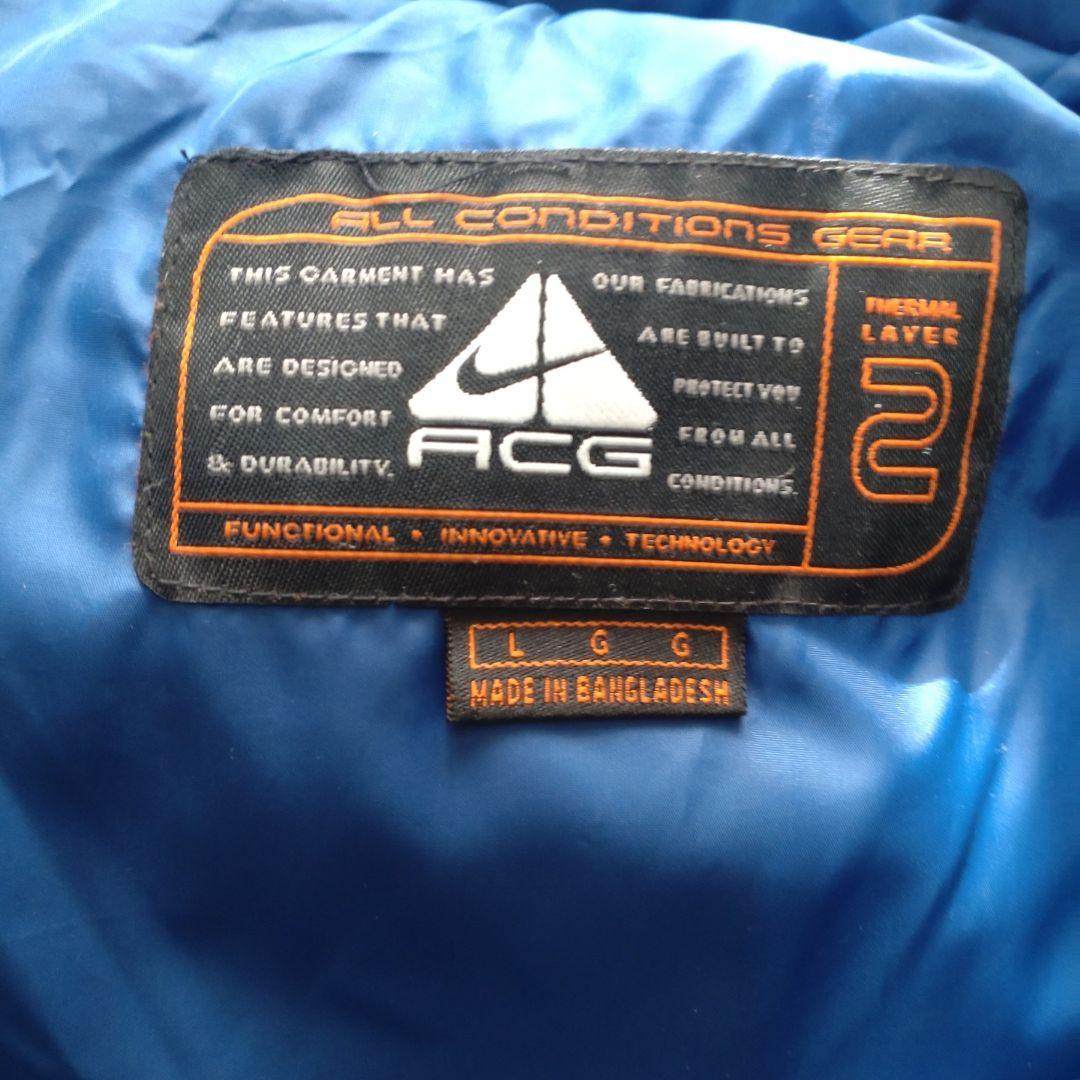 ALL CONDITIONS GEAR
THIS GARMENT HAS
FEATURES THAT
ARE DESIGNED
FOR COMFORT
& DURABILITY.
ACG
OUR FABRICATIONS
ARE BUILT TO
PROTECT YOU
FROM ALL
CONDITIONS.
THERMAL
LAYER
2
FUNCTIONAL • INNOVATIVE • TECHNOLOGY
L G G
MADE IN BANGLADESH